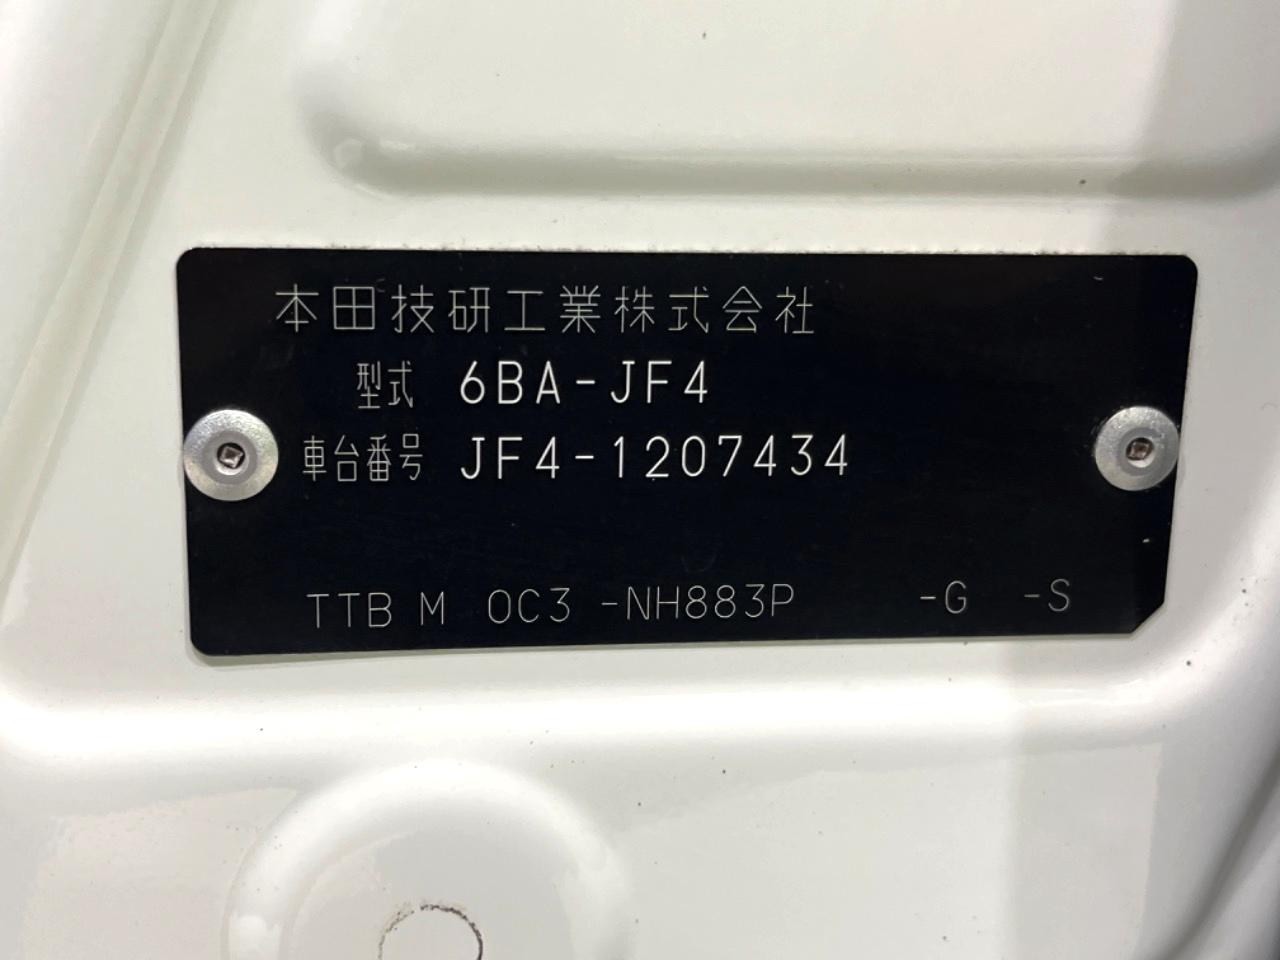 本田技研工業株式会社
型式 6BA-JF4
車台番号 JF4-1207434
TTB M 0C3 -NH883P -G -S